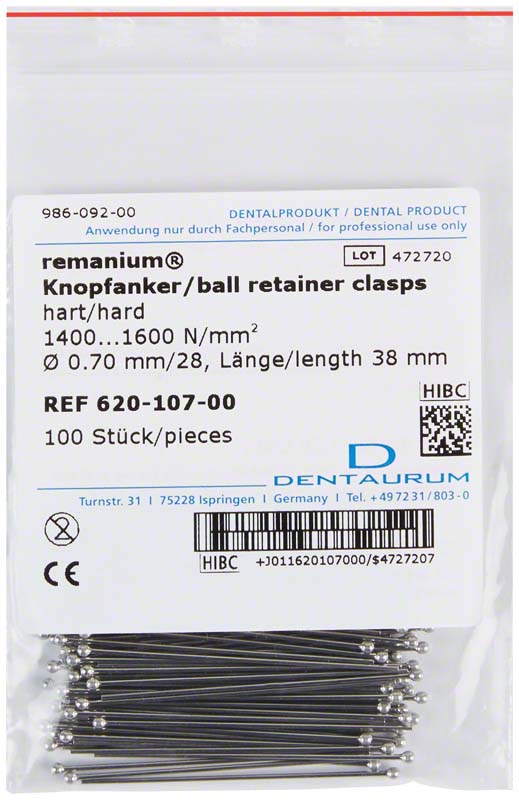 986-092-00
DENTALPRODUKT / DENTAL PRODUCT
Anwendung nur durch Fachpersonal / for professional use only
remanium®
LOT 472720
Knopfanker/ball retainer clasps
hart/hard
1400...1600 N/mm²
Ø 0.70 mm/28, Länge/length 38 mm
HIBC
REF 620-107-00
100 Stück/pieces
D
DENTAURUM
Turnstr. 31 I 75228 Ispringen I Germany I Tel. +497231/803-0
2
CE
HIBC +J011620107000/$4727207